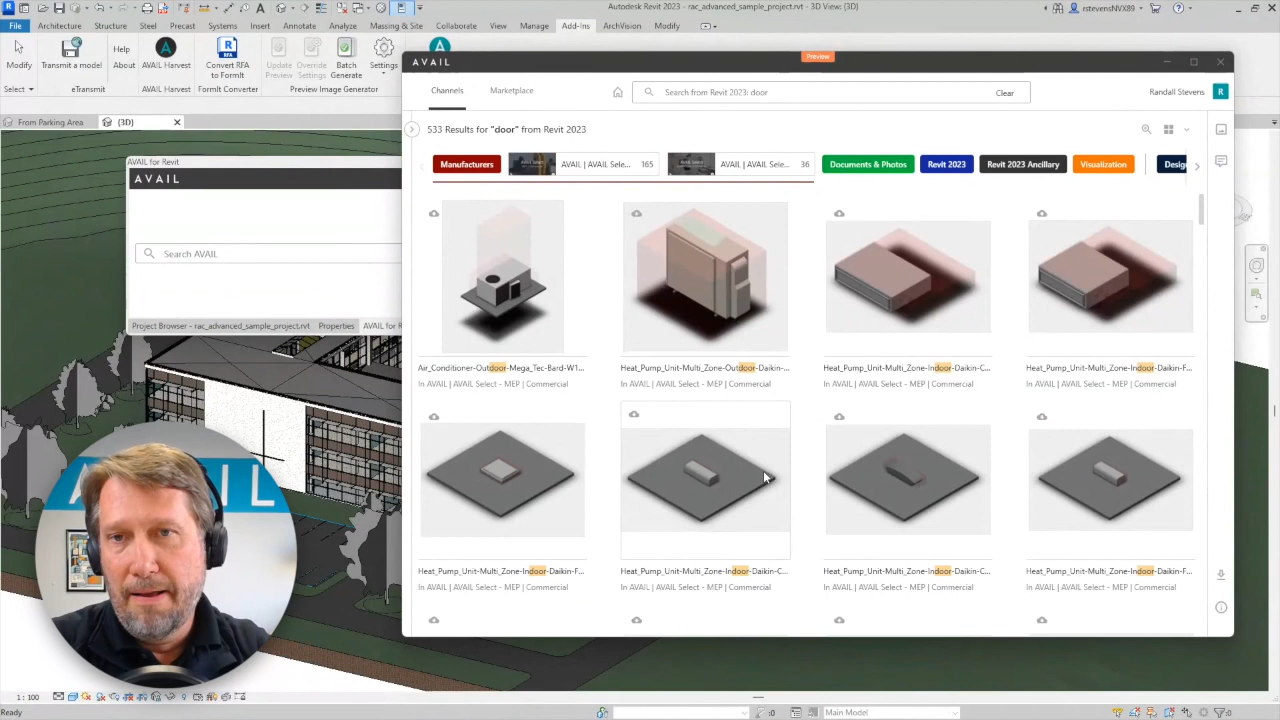 Autodesk Revit 2023 - rac_advanced_sample_project.rvt - 3D View: {3D}
rstevensNVX89
File Architecture Structure Steel Precast Systems Insert Annotate Analyze Massing & Site Collaborate View Manage Add-Ins ArchVision Modify
Modify
Transmit a model
About
Help
AVAIL Harvest
Convert RFA
to FormIt
Update
Preview
Override
Settings
Batch
Generate
Settings
Select
eTransmit
AVAIL Harvest
FormIt Converter
Preview Image Generator
From Parking Area
{3D}
AVAIL for Revit
AVAIL
Search AVAIL
Project Browser - rac_advanced_sample_project.rvt
Properties
AVAIL for R
AVAIL
Preview
Channels
Marketplace
Search from Revit 2023: door
Clear
Randall Stevens
R
533 Results for "door" from Revit 2023
Manufacturers
AVAIL | AVAIL Sele... 165
AVAIL | AVAIL Sele... 36
Documents & Photos
Revit 2023
Revit 2023 Ancillary
Visualization
Desig
Air_Conditioner-Outdoor-Mega_Tec-Bard-W1...
In AVAIL | AVAIL Select - MEP | Commercial
Heat_Pump_Unit-Multi_Zone-Outdoor-Daikin-...
In AVAIL | AVAIL Select - MEP | Commercial
Heat_Pump_Unit-Multi_Zone-Indoor-Daikin-C...
In AVAIL | AVAIL Select - MEP | Commercial
Heat_Pump_Unit-Multi_Zone-Indoor-Daikin-F...
In AVAIL | AVAIL Select - MEP | Commercial
Heat_Pump_Unit-Multi_Zone-Indoor-Daikin-F...
In AVAIL | AVAIL Select - MEP | Commercial
Heat_Pump_Unit-Multi_Zone-Indoor-Daikin-C...
In AVAIL | AVAIL Select - MEP | Commercial
Heat_Pump_Unit-Multi_Zone-Indoor-Daikin-C...
In AVAIL | AVAIL Select - MEP | Commercial
Heat_Pump_Unit-Multi_Zone-Indoor-Daikin-F...
In AVAIL | AVAIL Select - MEP | Commercial
1 : 100
Ready
:0
Main Model
:0